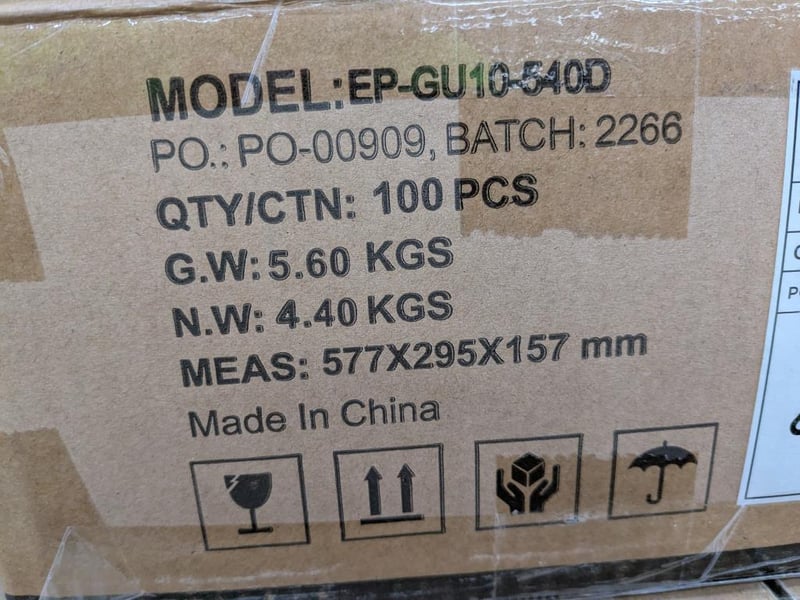 MODEL:EP-GU10-540D
PO.: PO-00909, BATCH: 2266
QTY/CTN: 100 PCS
G.W: 5.60 KGS
N.W: 4.40 KGS
MEAS: 577X295X157 mm
Made In China